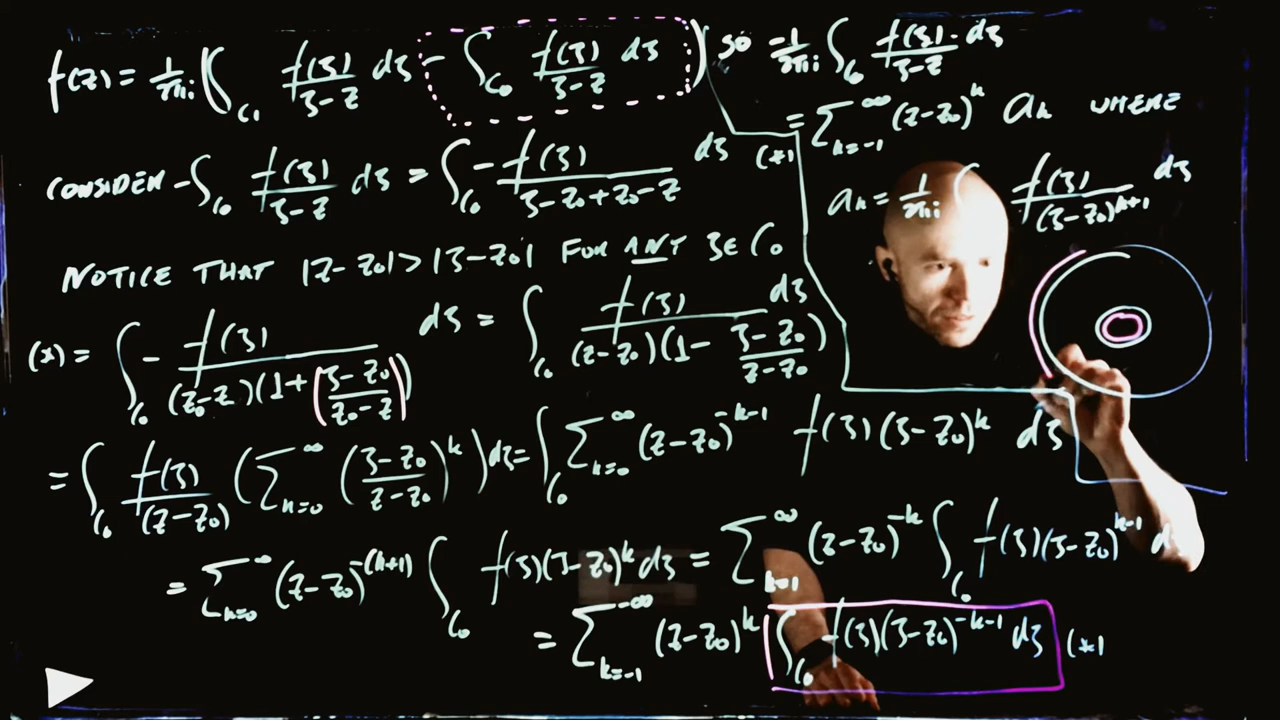 f(z) = 1/2πi ( ∫_{C₁} f(ζ)/(ζ-z) dζ - ∫_{C₀} f(ζ)/(ζ-z) dζ ) so -1/2πi ∫_{C₀} f(ζ)/(ζ-z) · dζ
= Σ_{k=-1}^{∞} (z-z₀)^k a_k WHERE
a_k = 1/2πi ∫ f(ζ)/(ζ-z₀)^{k+1} dζ
CONSIDER -∫_{C₀} f(ζ)/(ζ-z) dζ = ∫_{C₀} -f(ζ)/(ζ-z₀+z₀-z) dζ (*)
NOTICE THAT |z-z₀| > |ζ-z₀| FOR ANY ζ ∈ C₀
(*) = ∫_{C₀} - f(ζ)/((z₀-z)(1+(ζ-z₀)/(z₀-z))) dζ = ∫_{C₀} f(ζ)/((z-z₀)(1-(ζ-z₀)/(z-z₀))) dζ
= ∫_{C₀} f(ζ)/(z-z₀) ( Σ_{k=0}^{∞} ((ζ-z₀)/(z-z₀))^k ) dζ = ∫_{C₀} Σ_{k=0}^{∞} (z-z₀)^{-k-1} f(ζ)(ζ-z₀)^k dζ
= Σ_{k=0}^{∞} (z-z₀)^{-(k+1)} ∫_{C₀} f(ζ)(ζ-z₀)^k dζ = Σ_{k=1}^{∞} (z-z₀)^{-k} ∫_{C₀} f(ζ)(ζ-z₀)^{k-1} d
= Σ_{k=-1}^{-∞} (z-z₀)^k ∫_{C₀} f(ζ)(ζ-z₀)^{-k-1} dζ (*)